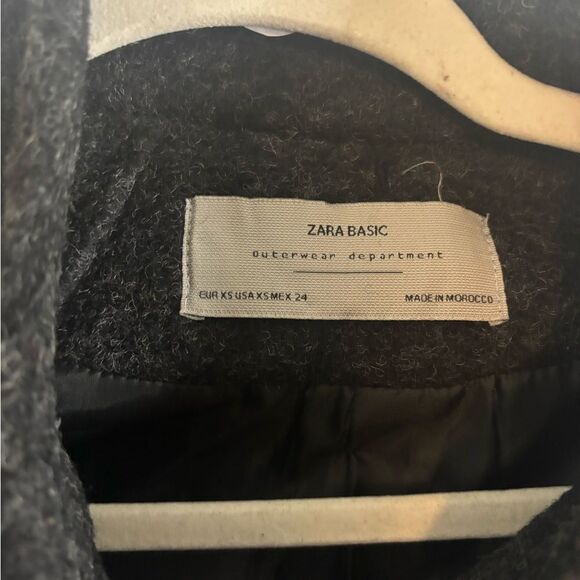 ZARA BASIC
Outerwear department
EUR XS USA XS MEX 24 MADE IN MOROCCO